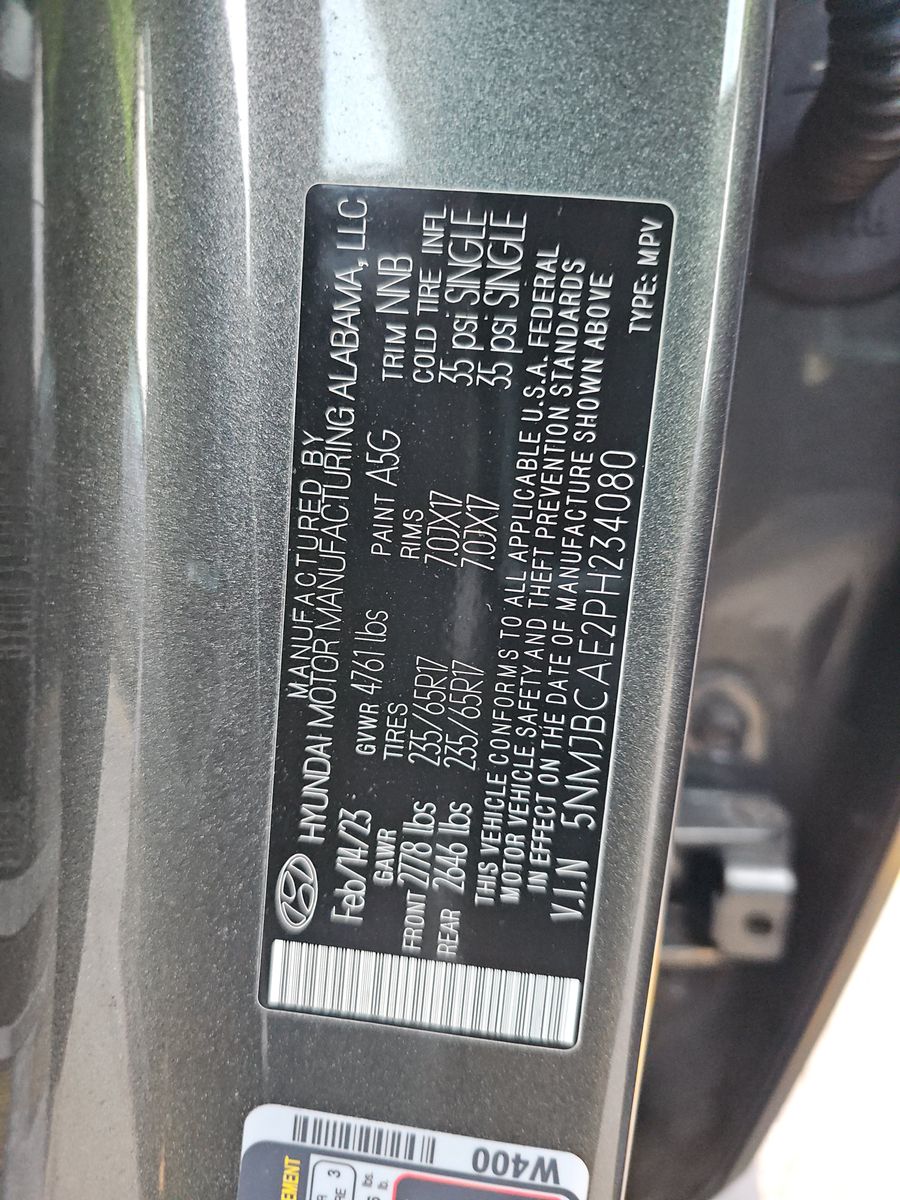 MANUFACTURED BY
HYUNDAI MOTOR MANUFACTURING ALABAMA, LLC
Feb/14/23 GVWR 4761 lbs PAINT A5G TRIM NNB
GAWR TIRES RIMS COLD TIRE INFL
FRONT 2778 lbs 235/65R17 7.0JX17 35 psi SINGLE
REAR 2646 lbs 235/65R17 7.0JX17 35 psi SINGLE
THIS VEHICLE CONFORMS TO ALL APPLICABLE U.S.A. FEDERAL
MOTOR VEHICLE SAFETY AND THEFT PREVENTION STANDARDS
IN EFFECT ON THE DATE OF MANUFACTURE SHOWN ABOVE
V.I.N 5NMJBCAE2PH234080
TYPE: MPV
W400
3
lbs.
lb.